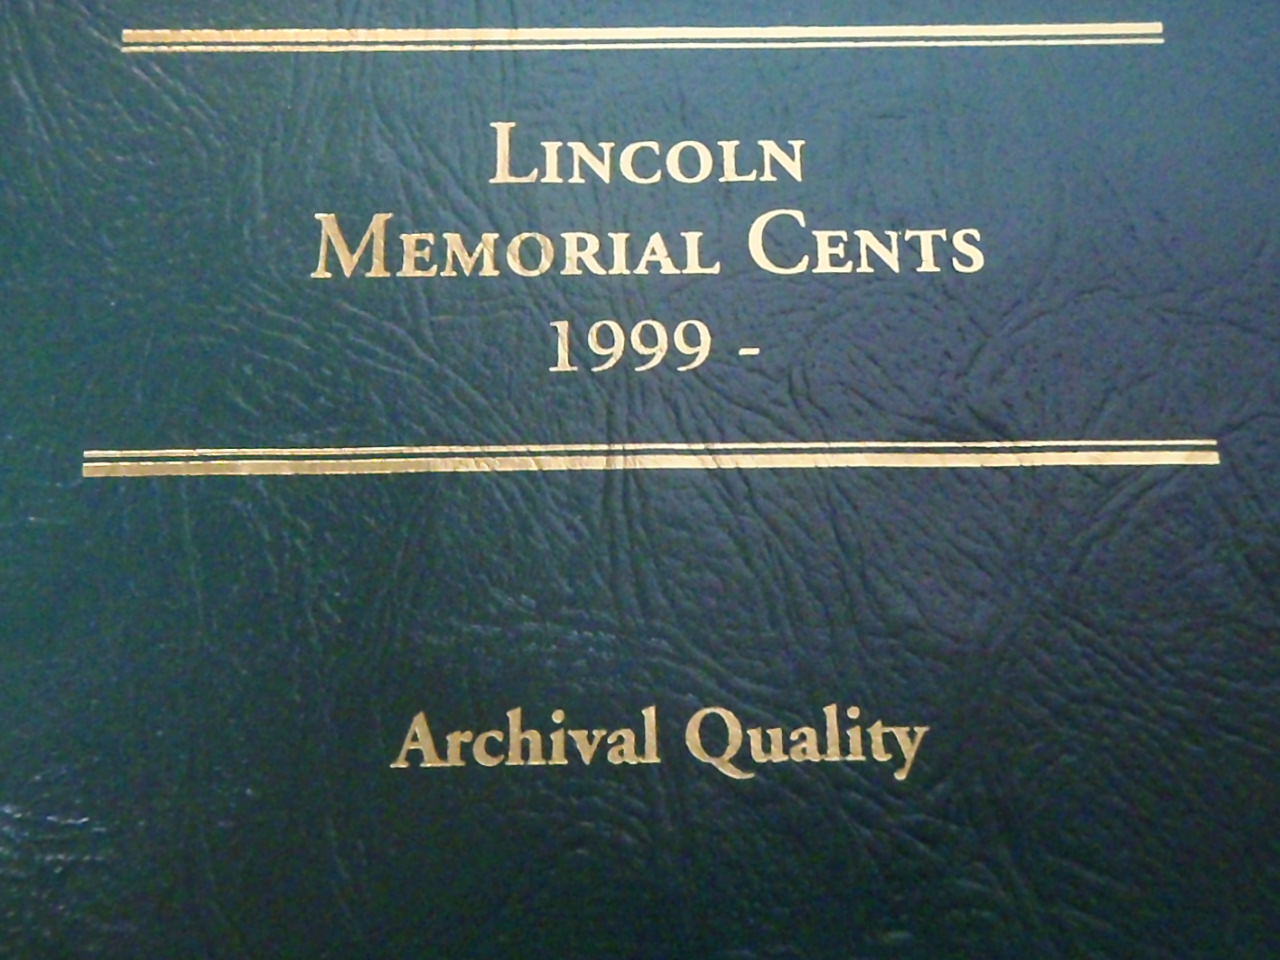 LINCOLN
MEMORIAL CENTS
1999 -
Archival Quality